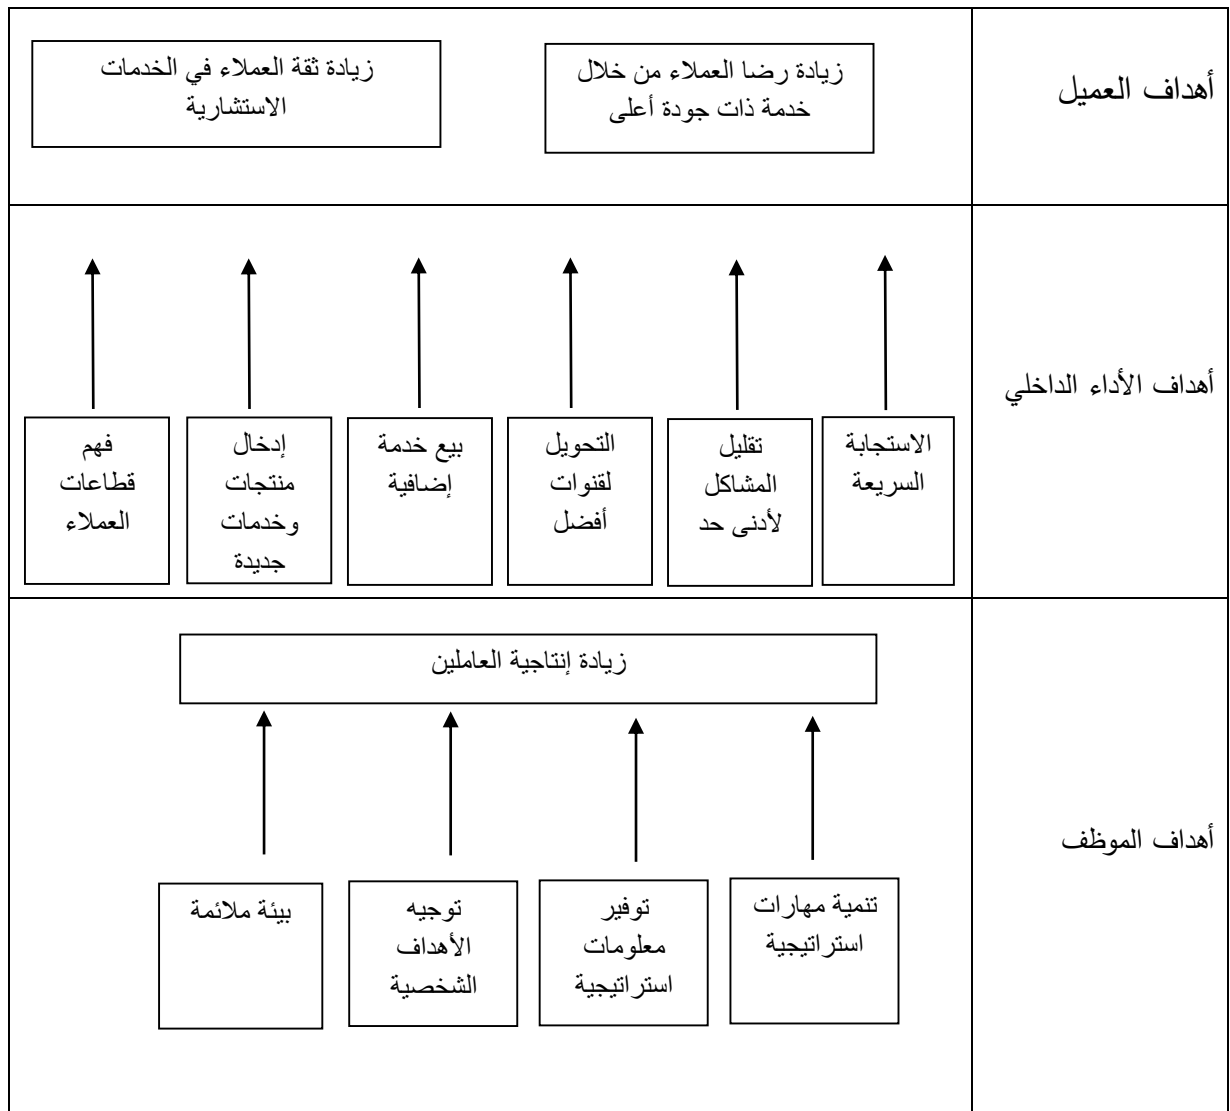 أهداف العميل
زيادة رضا العملاء من خلال
خدمة ذات جودة أعلى
زيادة ثقة العملاء في الخدمات
الاستشارية
أهداف الأداء الداخلي
الاستجابة
السريعة
تقليل
المشاكل
لأدنى حد
التحويل
لقنوات
أفضل
بيع خدمة
إضافية
إدخال
منتجات
وخدمات
جديدة
فهم
قطاعات
العملاء
أهداف الموظف
زيادة إنتاجية العاملين
تنمية مهارات
استراتيجية
توفير
معلومات
استراتيجية
توجيه
الأهداف
الشخصية
بيئة ملائمة